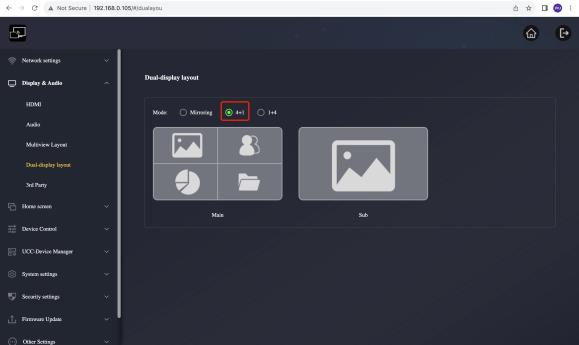 Not Secure | 192.168.0.105/#/dualayou
Network settings
Display & Audio
HDMI
Audio
Multiview Layout
Dual-display layout
3rd Party
Home screen
Device Control
UCC-Device Manager
System settings
Security settings
Firmware Update
Other Settings
Dual-display layout
Mode: Mirroring 4+1 1+4
Main Sub